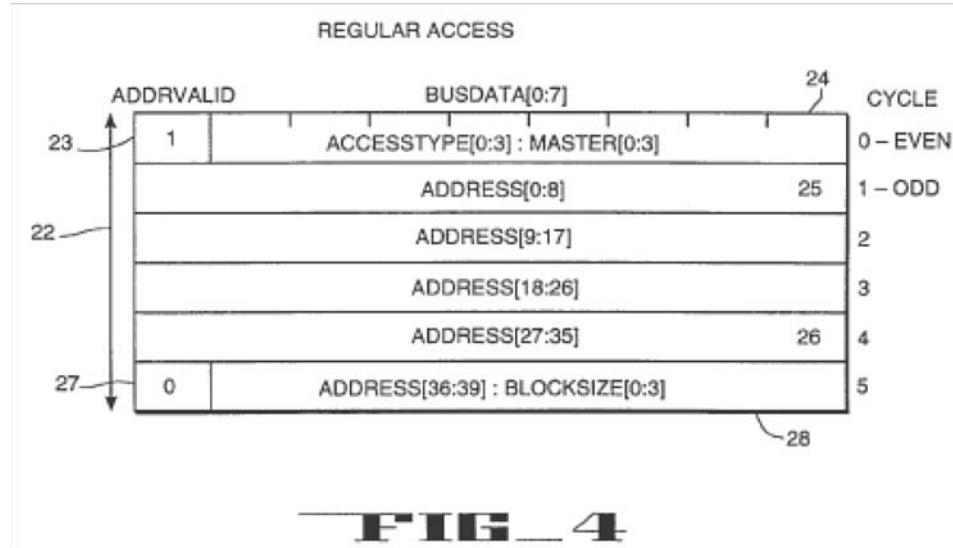 REGULAR ACCESS
24
ADDRVALID BUSDATA[0:7] CYCLE
23 1 ACCESSTYPE[0:3] : MASTER[0:3] 0 – EVEN
ADDRESS[0:8] 25 1 – ODD
22 ADDRESS[9:17] 2
ADDRESS[18:26] 3
ADDRESS[27:35] 26 4
27 0 ADDRESS[36:39] : BLOCKSIZE[0:3] 5
28
FIG_4